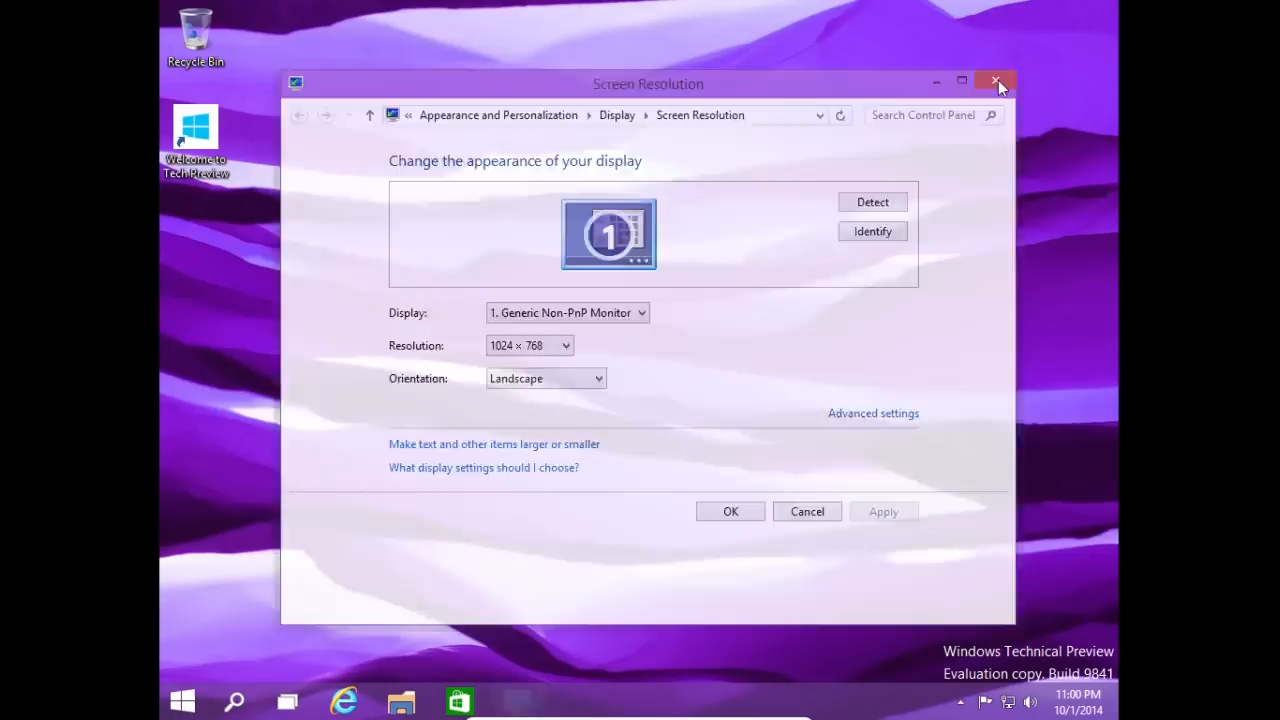 Recycle Bin
Welcome to
Tech Preview
Screen Resolution
« Appearance and Personalization Display Screen Resolution
Search Control Panel
Change the appearance of your display
1
Detect
Identify
Display: 1. Generic Non-PnP Monitor
Resolution: 1024 × 768
Orientation: Landscape
Advanced settings
Make text and other items larger or smaller
What display settings should I choose?
OK Cancel Apply
Windows Technical Preview
Evaluation copy, Build 9841
11:00 PM
10/1/2014